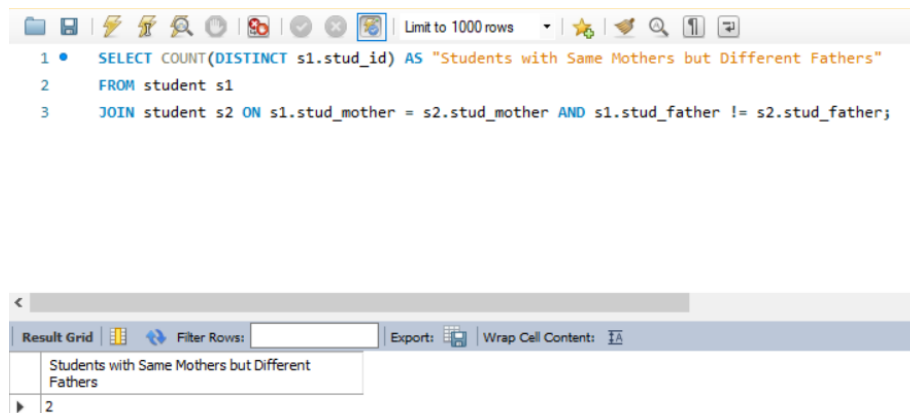 Limit to 1000 rows
1 SELECT COUNT(DISTINCT s1.stud_id) AS "Students with Same Mothers but Different Fathers"
2 FROM student s1
3 JOIN student s2 ON s1.stud_mother = s2.stud_mother AND s1.stud_father != s2.stud_father;
Result Grid Filter Rows: Export: Wrap Cell Content:
Students with Same Mothers but Different
Fathers
2